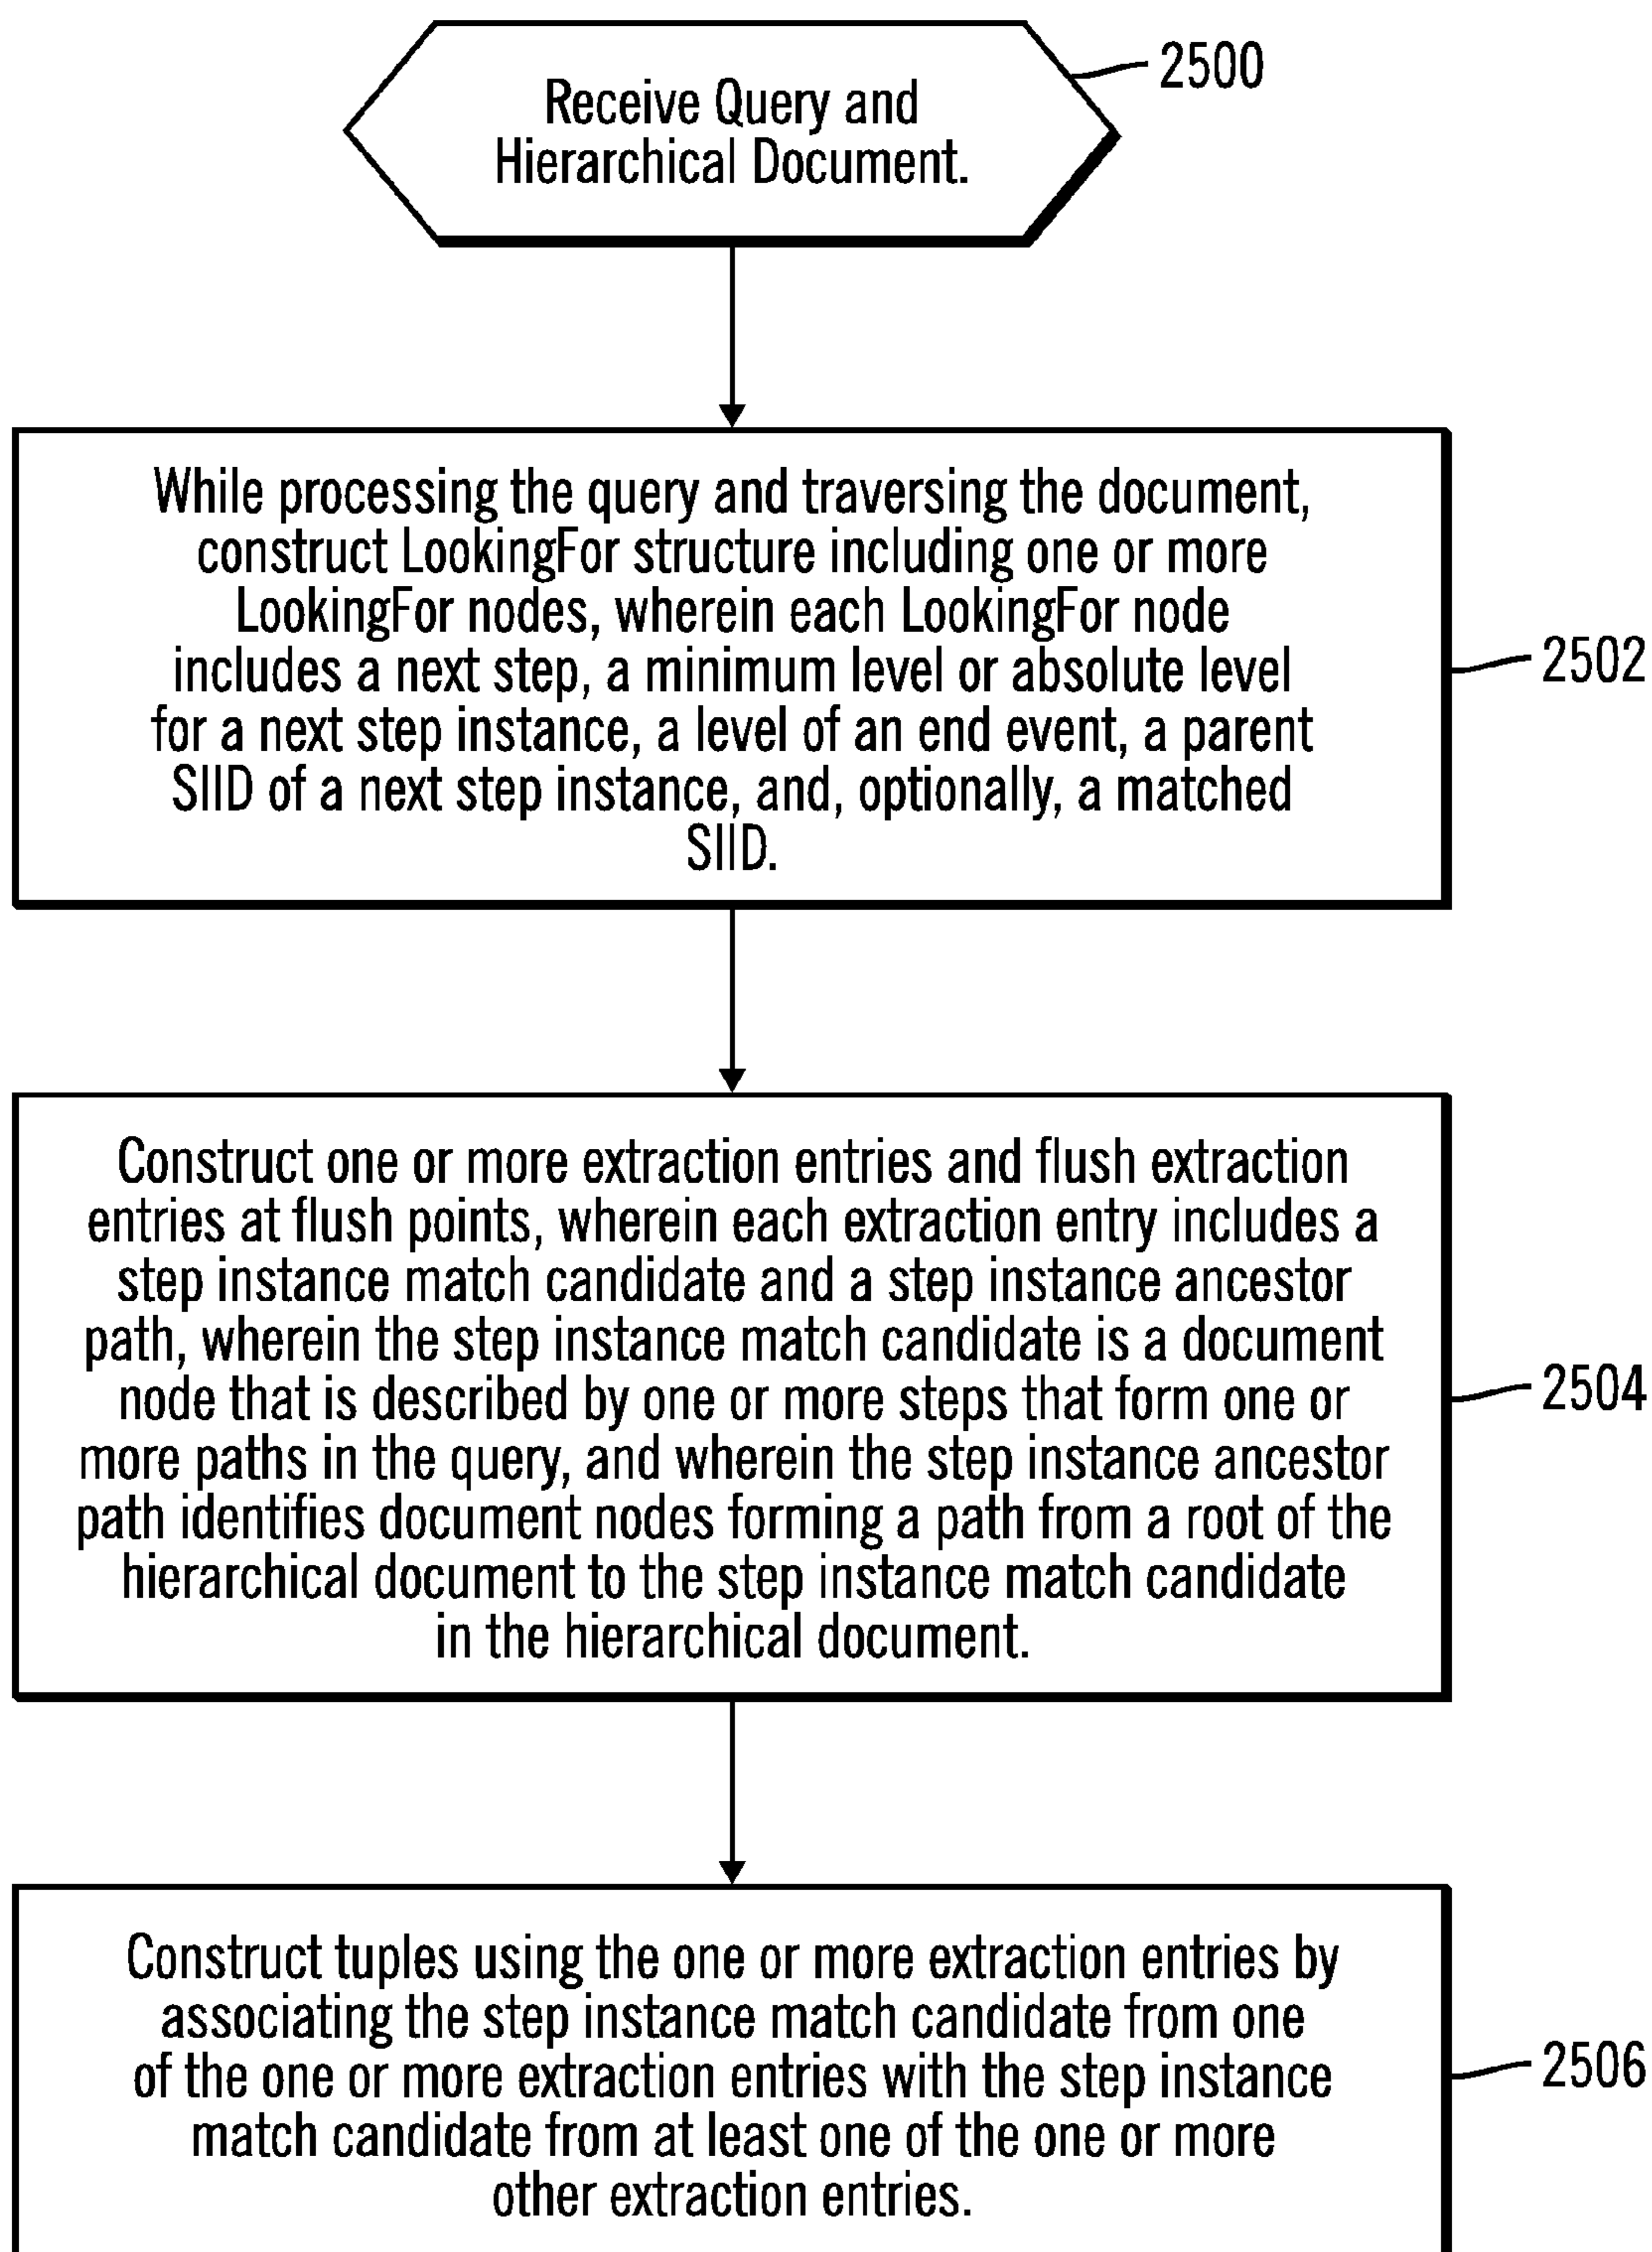 Receive Query and
Hierarchical Document.
2500
While processing the query and traversing the document,
construct LookingFor structure including one or more
LookingFor nodes, wherein each LookingFor node
includes a next step, a minimum level or absolute level
for a next step instance, a level of an end event, a parent
SIID of a next step instance, and, optionally, a matched
SIID.
2502
Construct one or more extraction entries and flush extraction
entries at flush points, wherein each extraction entry includes a
step instance match candidate and a step instance ancestor
path, wherein the step instance match candidate is a document
node that is described by one or more steps that form one or
more paths in the query, and wherein the step instance ancestor
path identifies document nodes forming a path from a root of the
hierarchical document to the step instance match candidate
in the hierarchical document.
2504
Construct tuples using the one or more extraction entries by
associating the step instance match candidate from one
of the one or more extraction entries with the step instance
match candidate from at least one of the one or more
other extraction entries.
2506